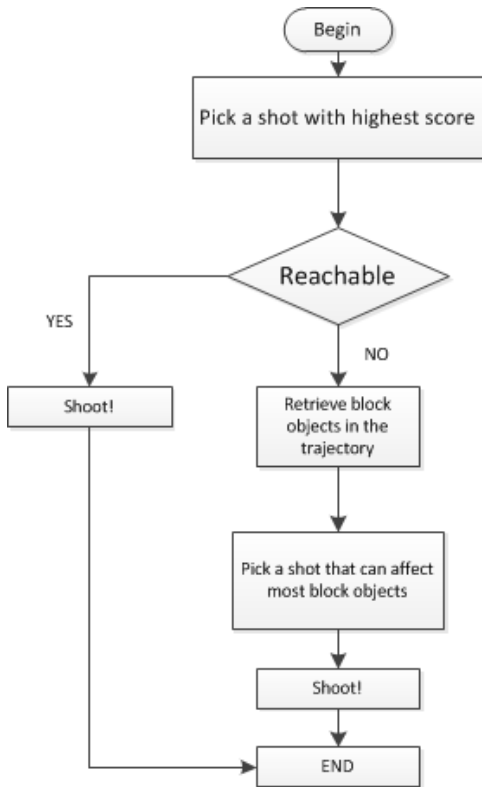 Begin
Pick a shot with highest score
Reachable
YES
NO
Shoot!
Retrieve block
objects in the
trajectory
Pick a shot that can affect
most block objects
Shoot!
END